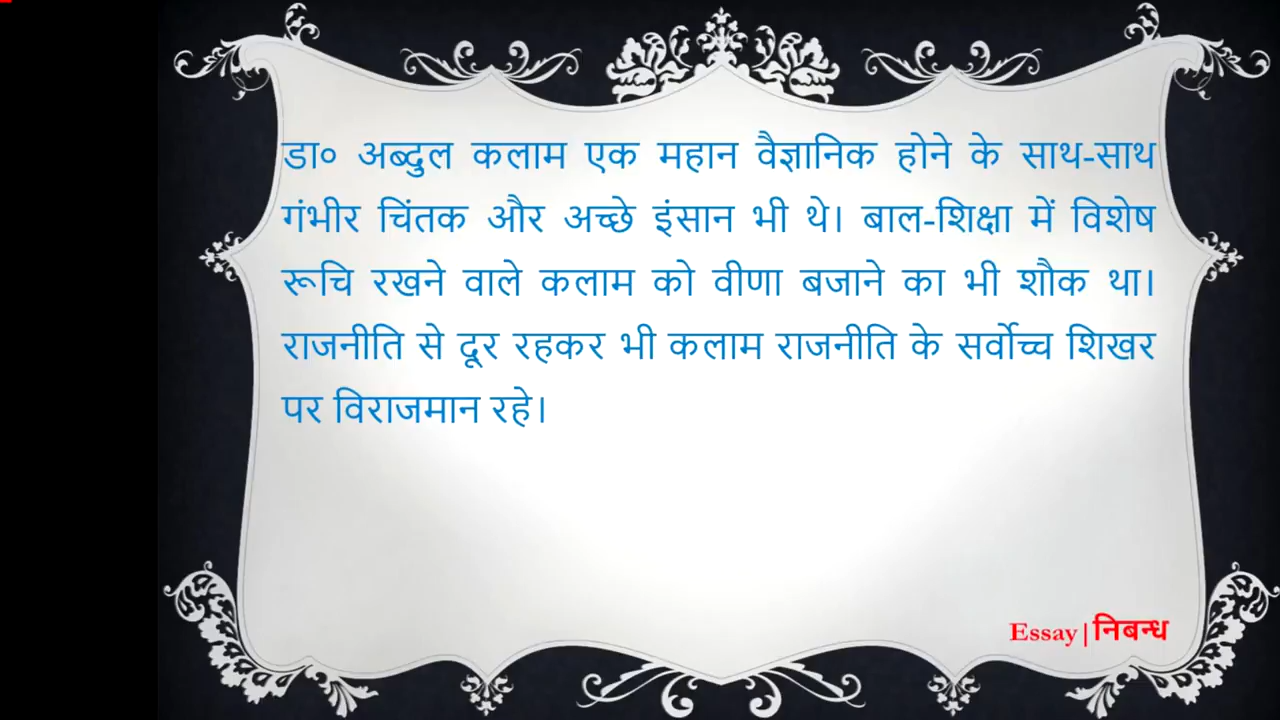 डा० अब्दुल कलाम एक महान वैज्ञानिक होने के साथ-साथ
गंभीर चिंतक और अच्छे इंसान भी थे। बाल-शिक्षा में विशेष
रूचि रखने वाले कलाम को वीणा बजाने का भी शौक था।
राजनीति से दूर रहकर भी कलाम राजनीति के सर्वोच्च शिखर
पर विराजमान रहे।
Essay|निबन्ध